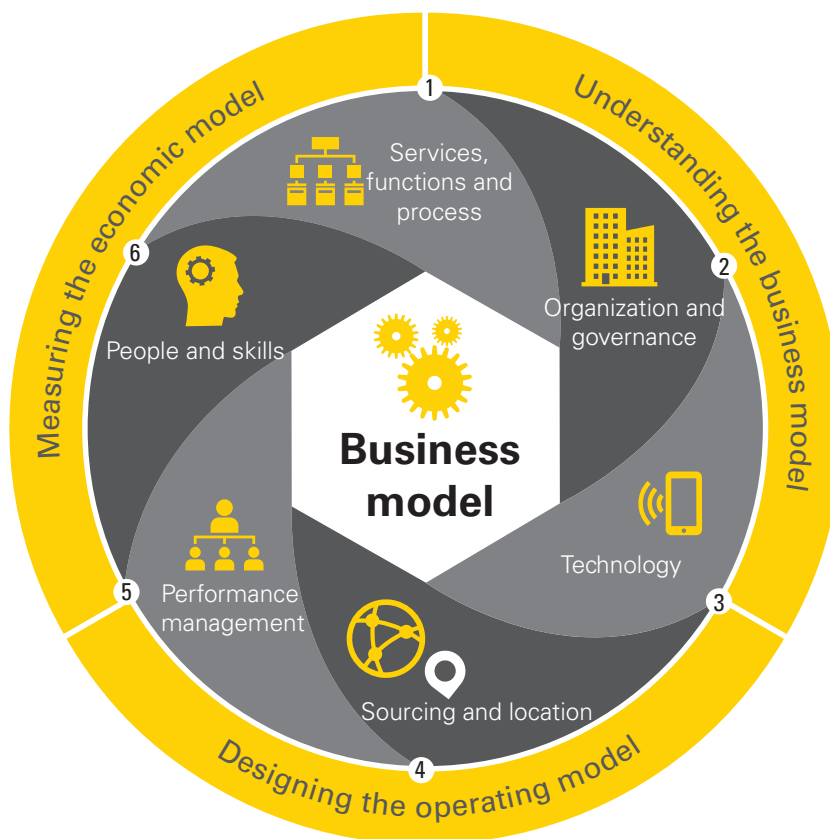 Measuring the economic model
Understanding the business model
Designing the operating model
1
Services,
functions and
process
2
Organization and
governance
3
Technology
4
Sourcing and location
5
Performance
management
6
People and skills
Business
model